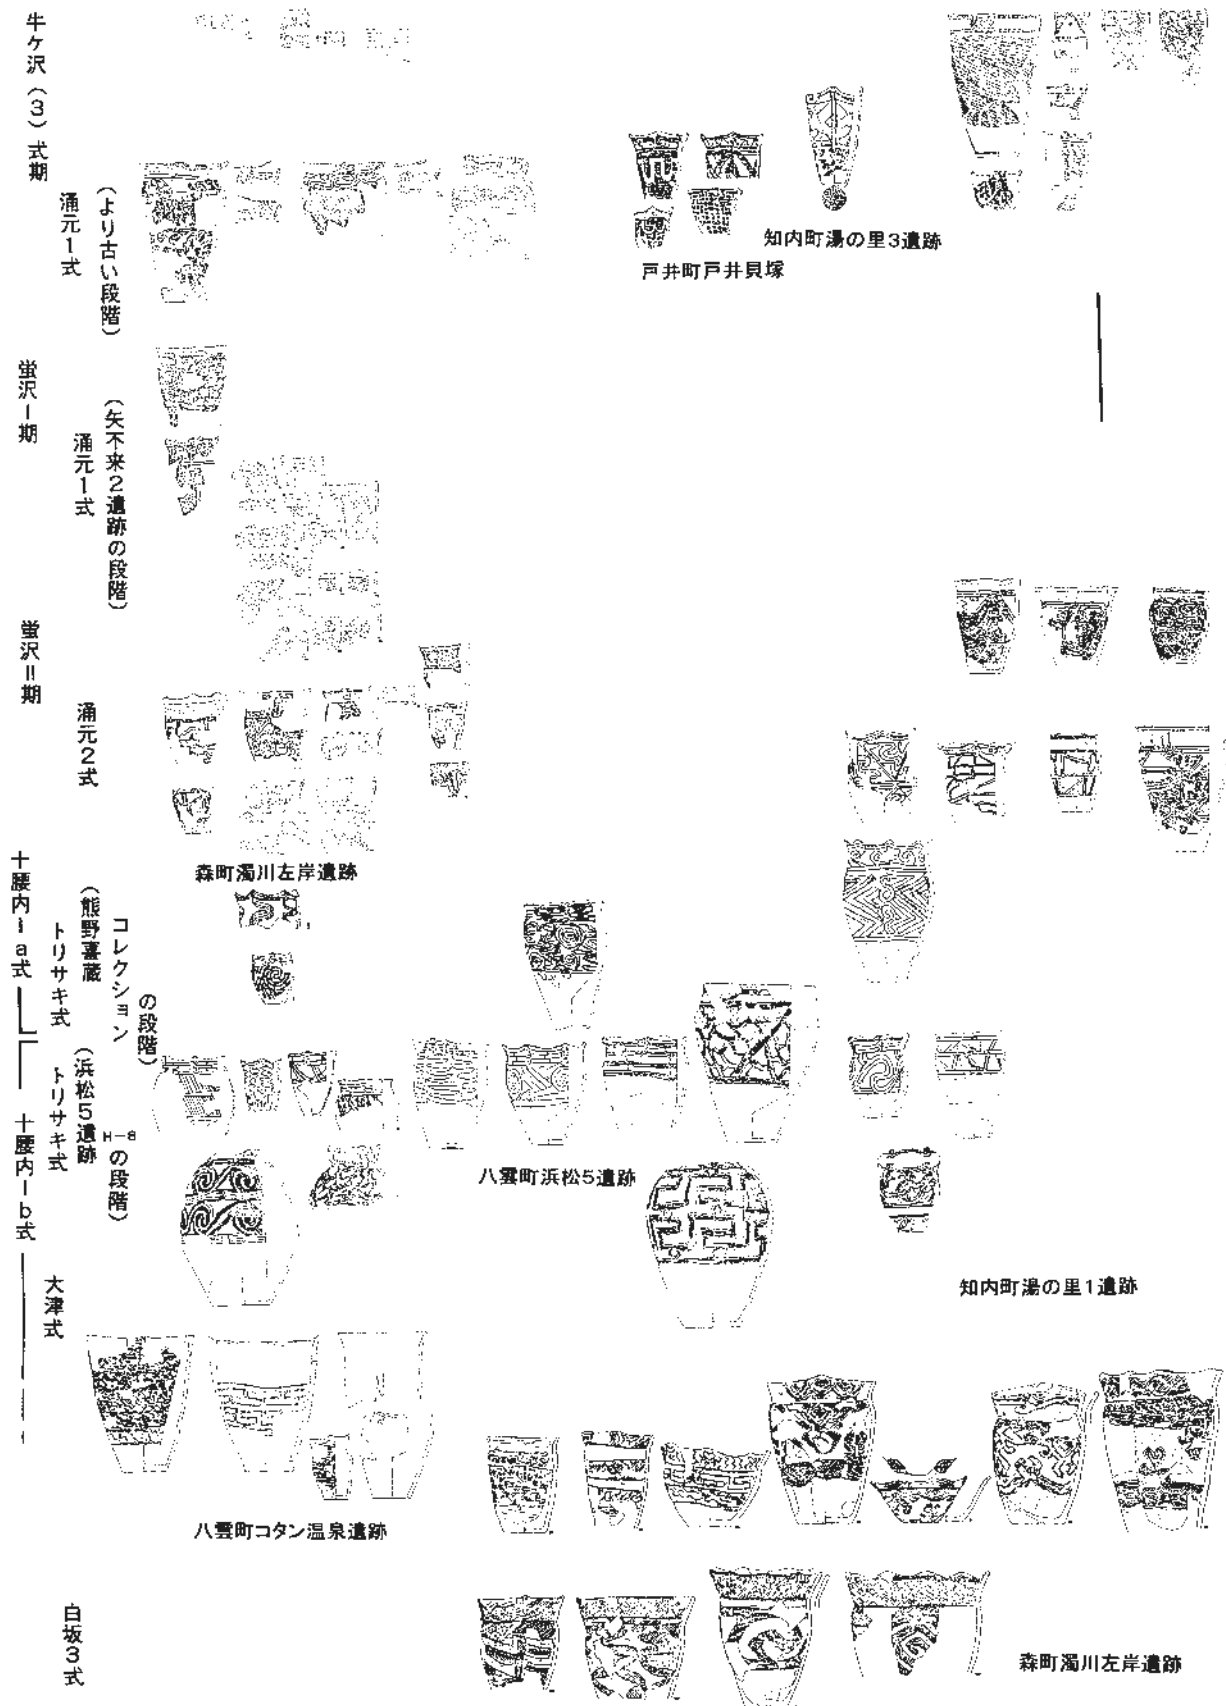 牛ヶ沢(3)式期
涌元1式
(より古い段階)
知内町湯の里3遺跡
戸井町戸井貝塚
蛍沢Ⅰ期
涌元1式
(矢不来2遺跡の段階)
蛍沢Ⅱ期
涌元2式
森町濁川左岸遺跡
十腰内Ⅰa式
トリサキ式
(熊野喜蔵
コレクション
の段階)
トリサキ式
(浜松5遺跡
H-8
の段階)
十腰内Ⅰb式
八雲町浜松5遺跡
大津式
知内町湯の里1遺跡
八雲町コタン温泉遺跡
白坂3式
森町濁川左岸遺跡